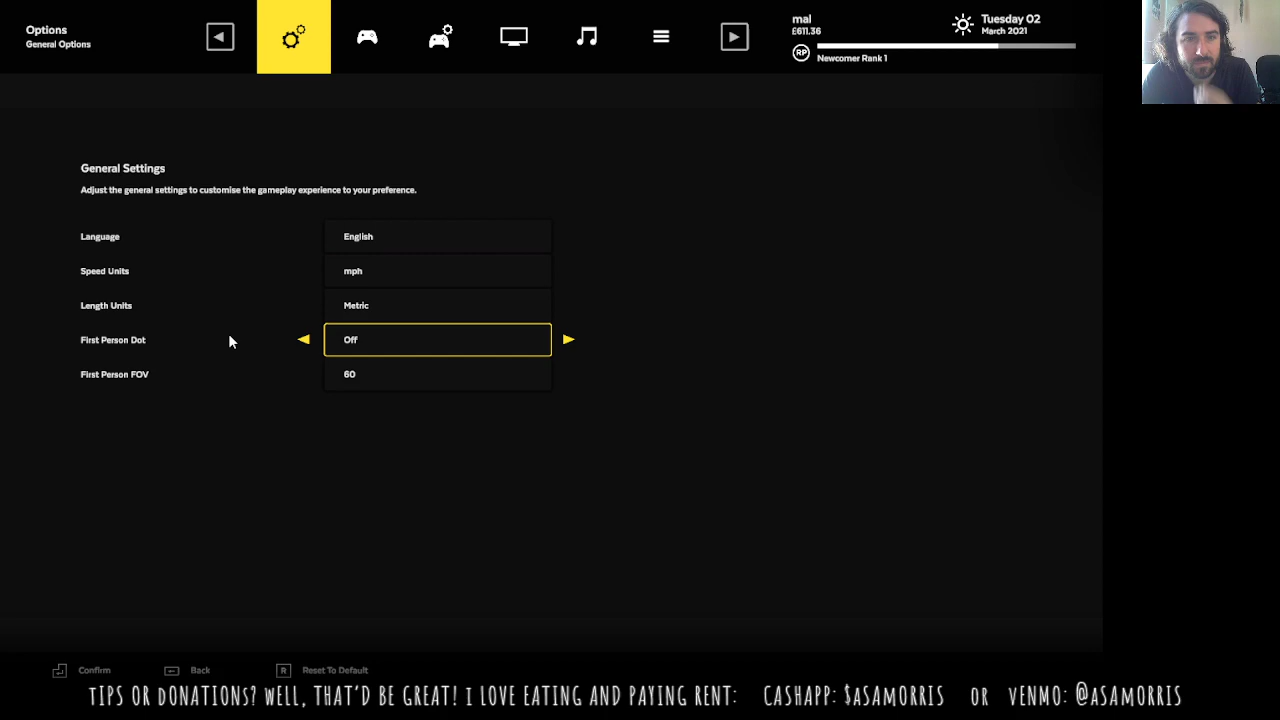 Options
General Options
mal
£611.36
RP
Newcomer Rank 1
Tuesday 02
March 2021
General Settings
Adjust the general settings to customise the gameplay experience to your preference.
Language English
Speed Units mph
Length Units Metric
First Person Dot Off
First Person FOV 60
Confirm Back R Reset To Default
TIPS OR DONATIONS? WELL, THAT'D BE GREAT! I LOVE EATING AND PAYING RENT: CASHAPP: $ASAMORRIS OR VENMO: @ASAMORRIS